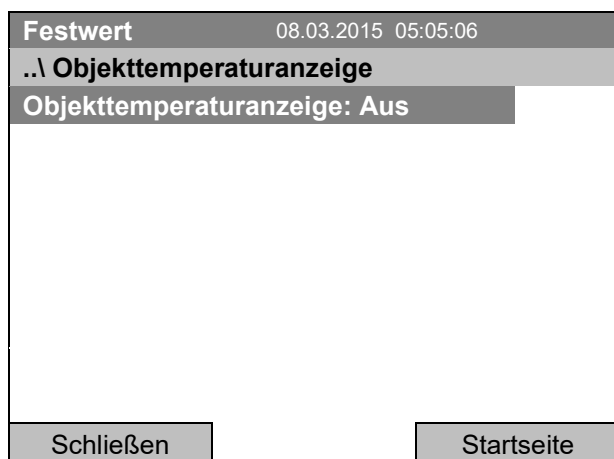 Festwert 08.03.2015 05:05:06
..\ Objekttemperaturanzeige
Objekttemperaturanzeige: Aus
Schließen Startseite